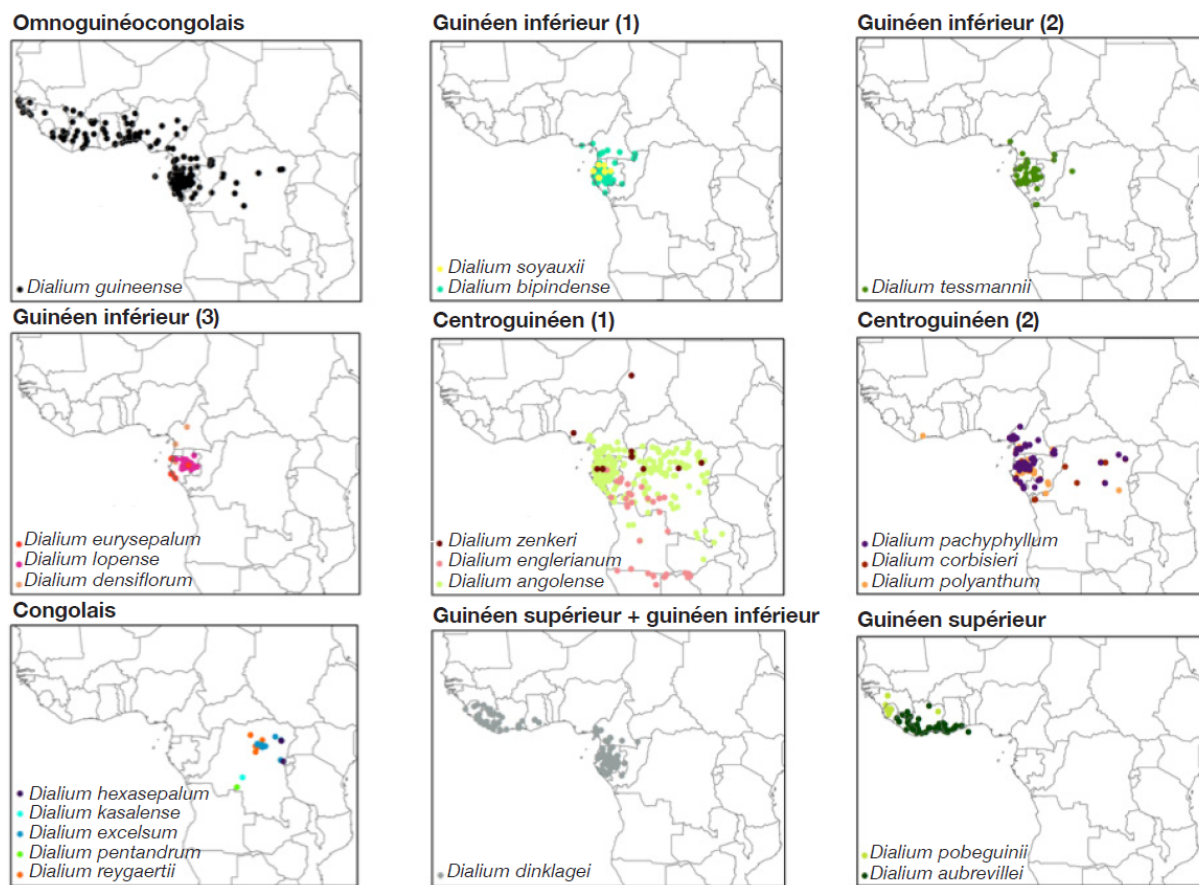 Omnoguinéocongolais
Dialium guineense
Guinéen inférieur (1)
Dialium soyauxii
Dialium bipindense
Guinéen inférieur (2)
Dialium tessmannii
Guinéen inférieur (3)
Dialium eurysepalum
Dialium lopense
Dialium densiflorum
Centroguinéen (1)
Dialium zenkeri
Dialium englerianum
Dialium angolense
Centroguinéen (2)
Dialium pachyphyllum
Dialium corbisieri
Dialium polyanthum
Congolais
Dialium hexasepalum
Dialium kasalense
Dialium excelsum
Dialium pentandrum
Dialium reygaertii
Guinéen supérieur + guinéen inférieur
Dialium dinklagei
Guinéen supérieur
Dialium pobeguinii
Dialium aubrevillei